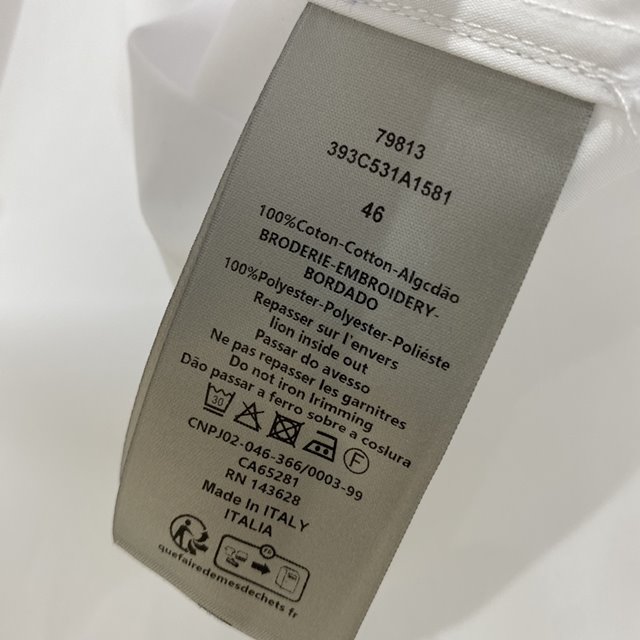 79813
393C531A1581
46
100%Coton-Cotton-Algcdão
BRODERIE-EMBROIDERY-
BORDADO
100%Polyester-Polyester-Poliéste
Repasser sur l'envers
lion inside out
Passar do avesso
Ne pas repasser les garnitres
Do not iron Irimming
Dão passar a ferro sobre a coslura
30
F
CNPJ02-046-366/0003-99
CA65281
RN 143628
Made In ITALY
ITALIA
quefairedemesdechets.fr